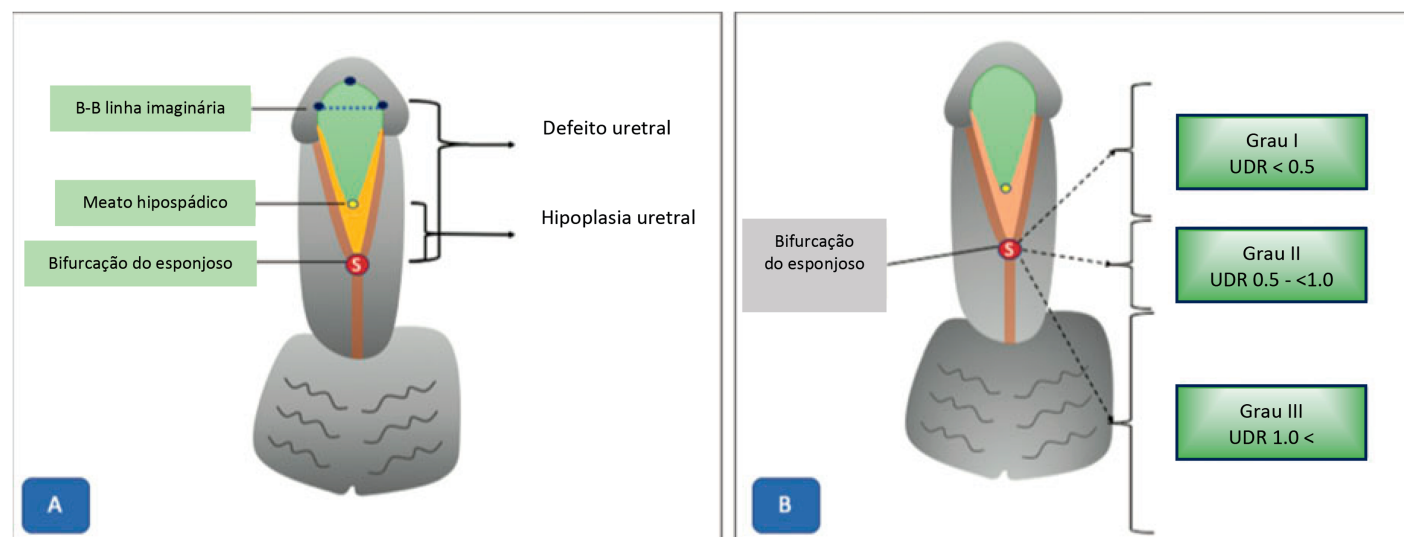 B-B linha imaginária
Defeito uretral
Meato hipospádico
Hipoplasia uretral
Bifurcação do esponjoso
S
A
Grau I
UDR < 0.5
Bifurcação
do esponjoso
S
Grau II
UDR 0.5 - <1.0
Grau III
UDR 1.0 <
B